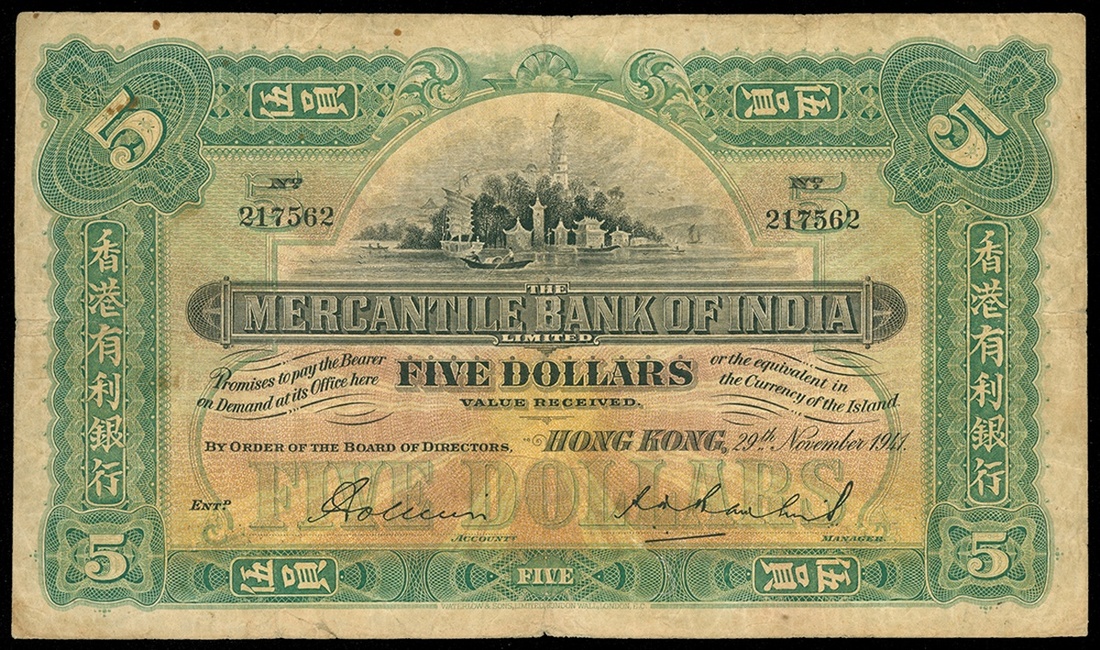 5 伍員 伍員 5
Nº Nº
217562 217562
THE
MERCANTILE BANK OF INDIA
LIMITED
Promises to pay the Bearer
on Demand at its Office here
FIVE DOLLARS
VALUE RECEIVED.
or the equivalent in
the Currency of the Island.
BY ORDER OF THE BOARD OF DIRECTORS, HONG KONG, 29th November 1941.
FIVE DOLLARS
ENTD
ACCOUNT MANAGER.
香港有利銀行
香港有利銀行
5 伍員 FIVE 伍員 5
WATERLOW & SONS LIMITED, LONDON WALL, LONDON, E.C.